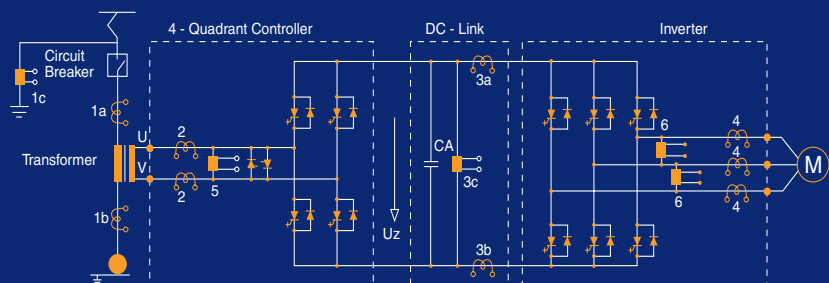 4 - Quadrant Controller
DC - Link
Inverter
Circuit
Breaker
1c
1a
3a
U
2
6
4
Transformer
CA
4
M
V
3c
2
5
6
4
1b
Uz
3b